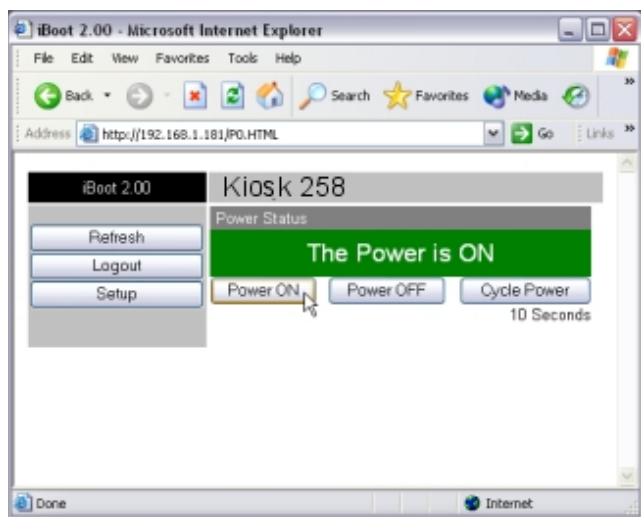 iBoot 2.00 - Microsoft Internet Explorer
File Edit View Favorites Tools Help
Back Search Favorites Media
Address http://192.168.1.181/P0.HTML Go Links
iBoot 2.00 Kiosk 258
Power Status
Refresh
The Power is ON
Logout
Setup Power ON Power OFF Cycle Power
10 Seconds
Done Internet